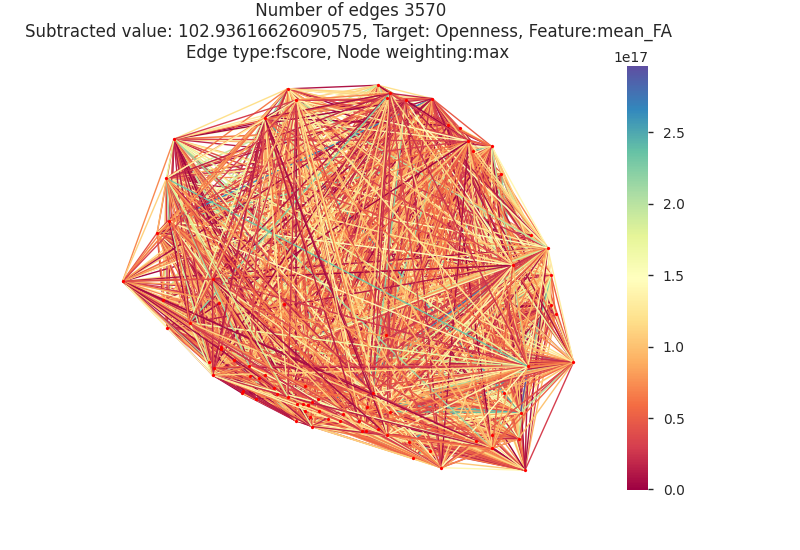 Number of edges 3570
Subtracted value: 102.93616626090575, Target: Openness, Feature:mean_FA
Edge type:fscore, Node weighting:max
1e17
2.5
2.0
1.5
1.0
0.5
0.0